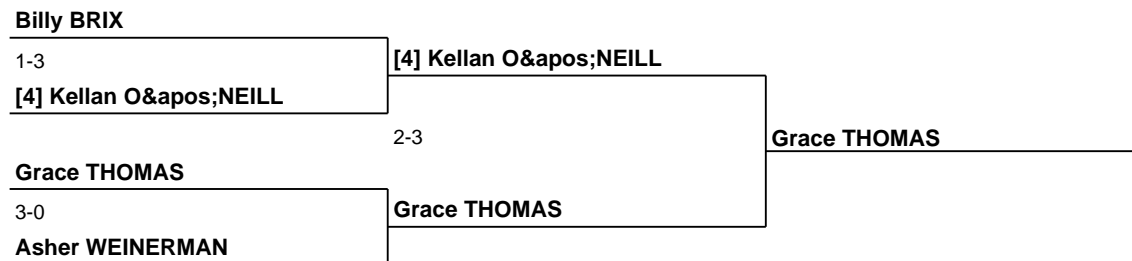 Billy BRIX
1-3
[4] Kellan O&apos;NEILL
[4] Kellan O&apos;NEILL
2-3
Grace THOMAS
Grace THOMAS
3-0
Grace THOMAS
Asher WEINERMAN